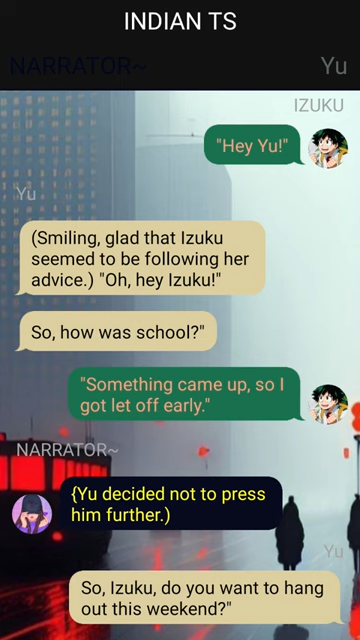 INDIAN TS
NARRATOR~
Yu
IZUKU
"Hey Yu!"
Yu
(Smiling, glad that Izuku
seemed to be following her
advice.) "Oh, hey Izuku!"
So, how was school?"
"Something came up, so I
got let off early."
NARRATOR~
{Yu decided not to press
him further.)
Yu
So, Izuku, do you want to hang
out this weekend?"